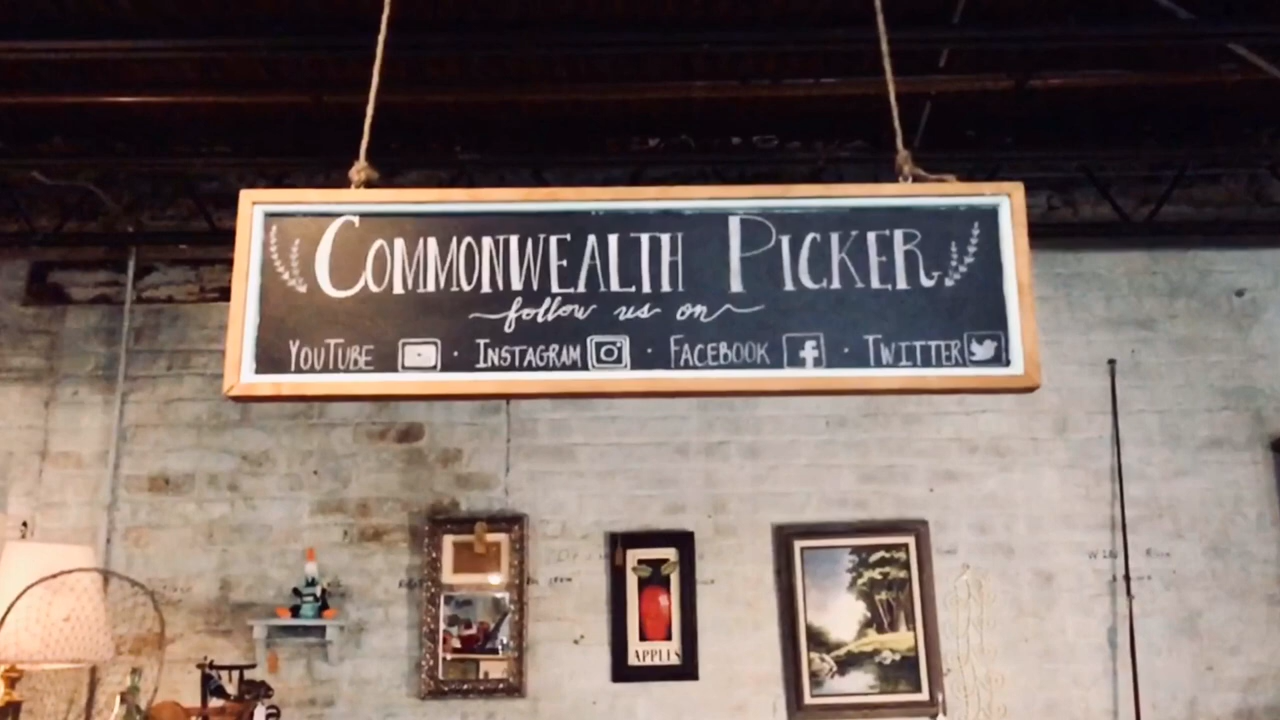 COMMONWEALTH PICKER
follow us on
YOUTUBE · INSTAGRAM · FACEBOOK · TWITTER
APPLES